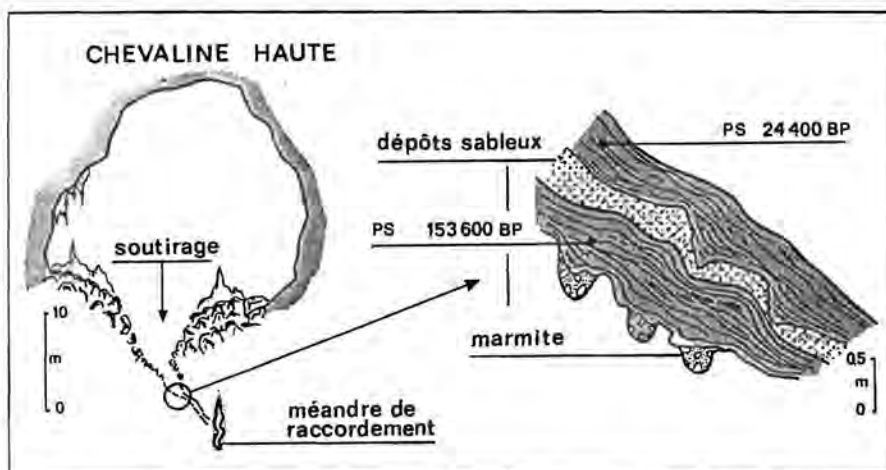 CHEVALINE HAUTE
soutirage
10
m
0
méandre de
raccordement
dépôts sableux
PS 24 400 BP
PS 153 600 BP
marmite
0,5
m
0